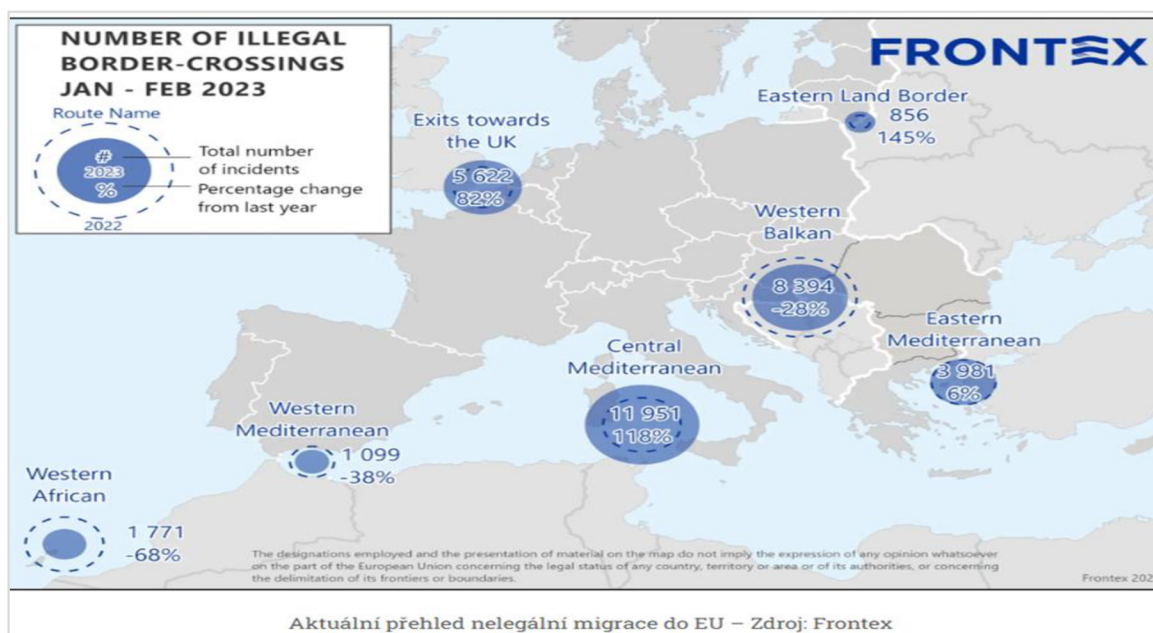 NUMBER OF ILLEGAL
BORDER-CROSSINGS
JAN - FEB 2023
Route Name
#
2023
%
Total number
of incidents
Percentage change
from last year
2022
FRONTEX
Exits towards
the UK
5 622
82%
Eastern Land Border
856
145%
Western
Balkan
8 394
-28%
Eastern
Mediterranean
3 981
6%
Central
Mediterranean
11 951
118%
Western
Mediterranean
1 099
-38%
Western
African
1 771
-68%
The designations employed and the presentation of material on the map do not imply the expression of any opinion whatsoever
on the part of the European Union concerning the legal status of any country, territory or area or of its authorities, or concerning
the delimitation of its frontiers or boundaries.
Frontex 202
Aktuální přehled nelegální migrace do EU – Zdroj: Frontex